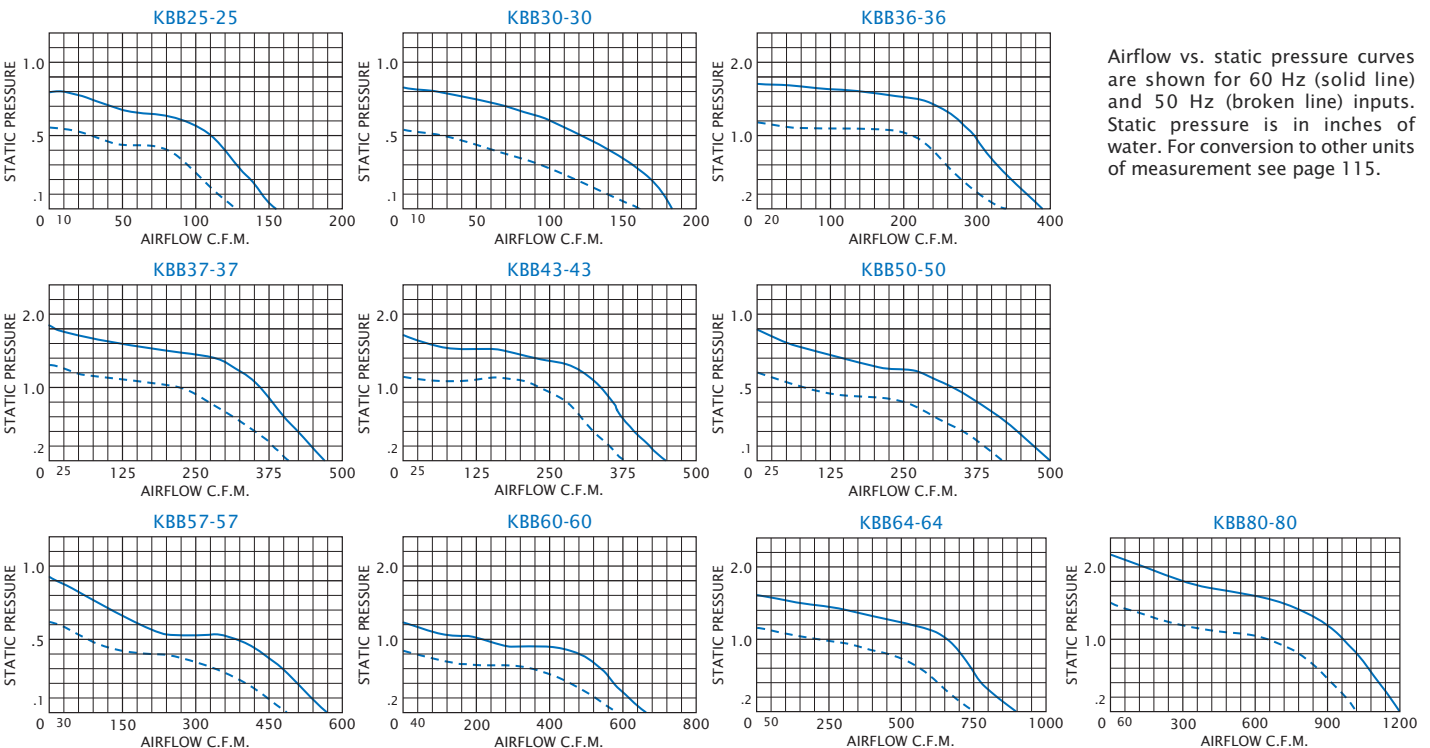 KBB25-25
KBB30-30
KBB36-36
STATIC PRESSURE
1.0
.5
.1
0 10 50 100 150 200
AIRFLOW C.F.M.
STATIC PRESSURE
1.0
.5
.1
0 10 50 100 150 200
AIRFLOW C.F.M.
STATIC PRESSURE
2.0
1.0
.2
0 20 100 200 300 400
AIRFLOW C.F.M.
Airflow vs. static pressure curves
are shown for 60 Hz (solid line)
and 50 Hz (broken line) inputs.
Static pressure is in inches of
water. For conversion to other units
of measurement see page 115.
KBB37-37
KBB43-43
KBB50-50
STATIC PRESSURE
2.0
1.0
.2
0 25 125 250 375 500
AIRFLOW C.F.M.
STATIC PRESSURE
2.0
1.0
.2
0 25 125 250 375 500
AIRFLOW C.F.M.
STATIC PRESSURE
1.0
.5
.1
0 25 125 250 375 500
AIRFLOW C.F.M.
KBB57-57
KBB60-60
KBB64-64
KBB80-80
STATIC PRESSURE
1.0
.5
.1
0 30 150 300 450 600
AIRFLOW C.F.M.
STATIC PRESSURE
2.0
1.0
.2
0 40 200 400 600 800
AIRFLOW C.F.M.
STATIC PRESSURE
2.0
1.0
.2
0 50 250 500 750 1000
AIRFLOW C.F.M.
STATIC PRESSURE
2.0
1.0
.2
0 60 300 600 900 1200
AIRFLOW C.F.M.